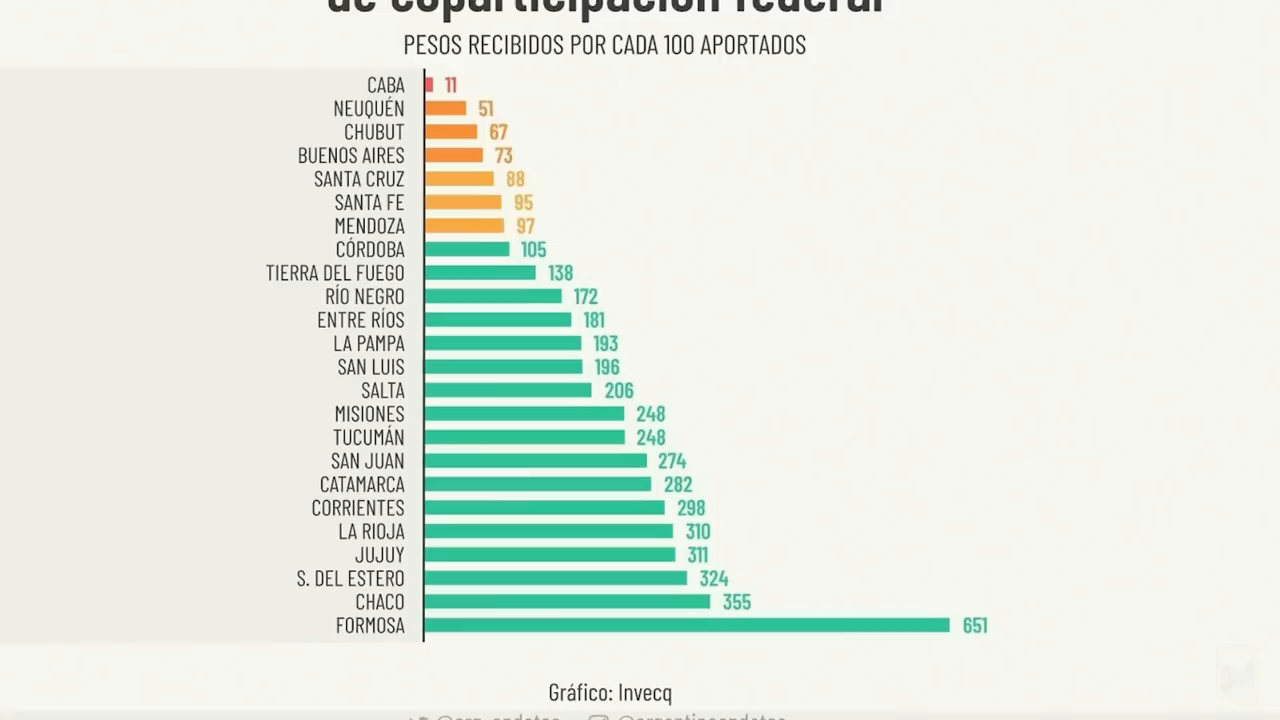 de coparticipación federal
PESOS RECIBIDOS POR CADA 100 APORTADOS
CABA 11
NEUQUÉN 51
CHUBUT 67
BUENOS AIRES 73
SANTA CRUZ 88
SANTA FE 95
MENDOZA 97
CÓRDOBA 105
TIERRA DEL FUEGO 138
RÍO NEGRO 172
ENTRE RÍOS 181
LA PAMPA 193
SAN LUIS 196
SALTA 206
MISIONES 248
TUCUMÁN 248
SAN JUAN 274
CATAMARCA 282
CORRIENTES 298
LA RIOJA 310
JUJUY 311
S. DEL ESTERO 324
CHACO 355
FORMOSA 651
Gráfico: Invecq